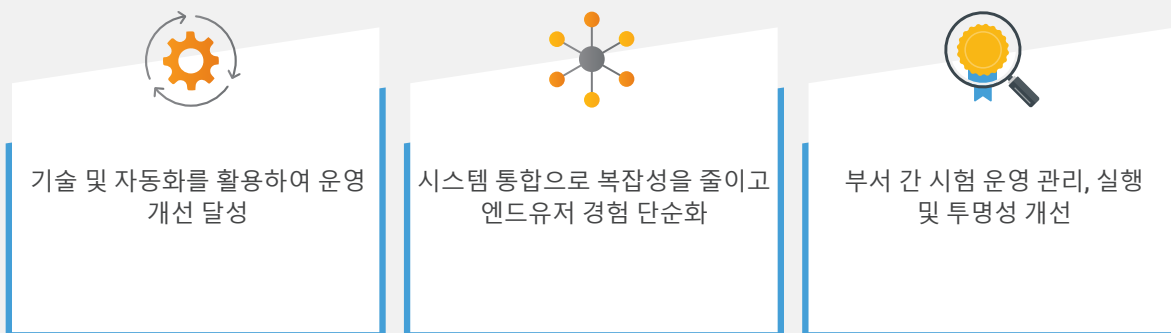 기술 및 자동화를 활용하여 운영
개선 달성
시스템 통합으로 복잡성을 줄이고
엔드유저 경험 단순화
부서 간 시험 운영 관리, 실행
및 투명성 개선